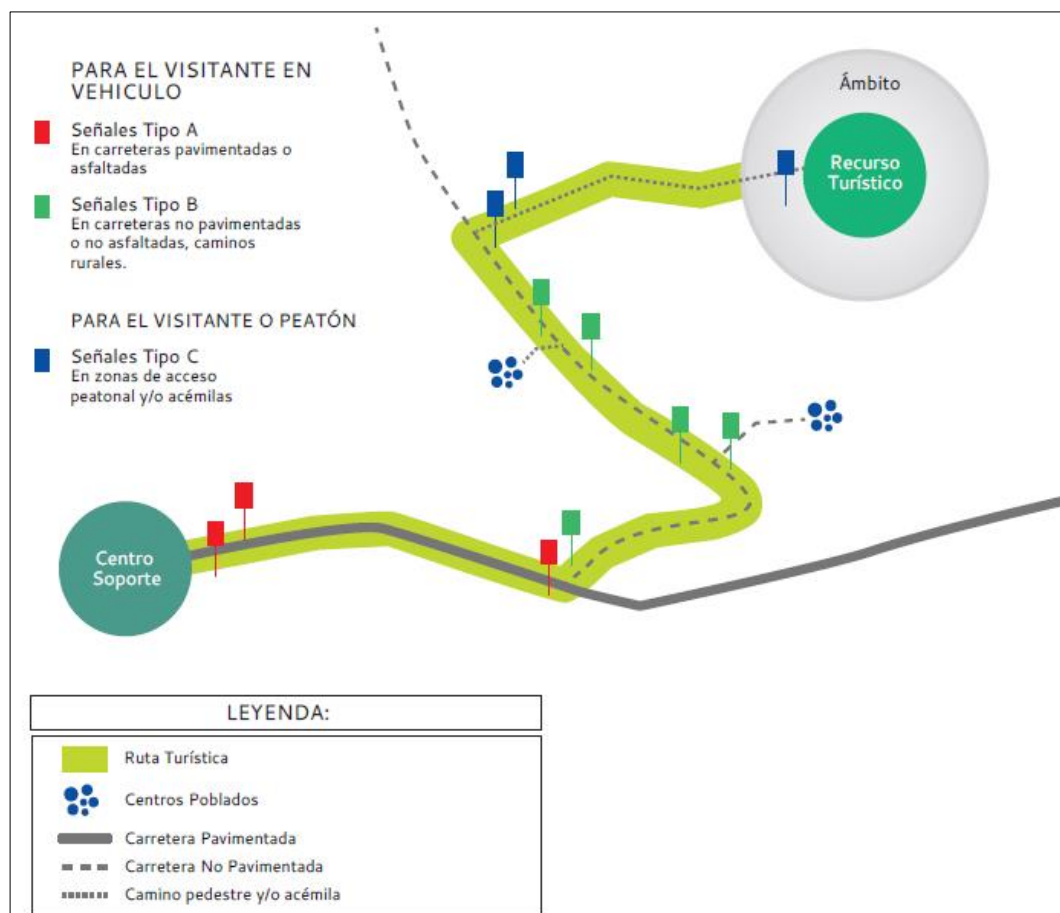 PARA EL VISITANTE EN
VEHICULO
Señales Tipo A
En carreteras pavimentadas o
asfaltadas
Señales Tipo B
En carreteras no pavimentadas
o no asfaltadas, caminos
rurales.
PARA EL VISITANTE O PEATÓN
Señales Tipo C
En zonas de acceso
peatonal y/o acémilas
Ámbito
Recurso
Turístico
Centro
Soporte
LEYENDA:
Ruta Turística
Centros Poblados
Carretera Pavimentada
Carretera No Pavimentada
Camino pedestre y/o acémila